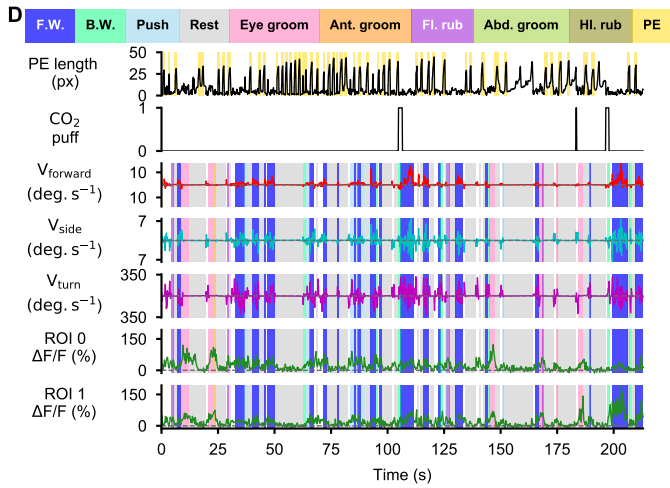 D
F.W. B.W. Push Rest Eye groom Ant. groom Fl. rub Abd. groom Hl. rub PE
PE length
(px)
50
25
0
CO2
puff
1
0
Vforward
(deg. s−1)
10
10
Vside
(deg. s−1)
7
7
Vturn
(deg. s−1)
350
350
ROI 0
ΔF/F (%)
150
0
ROI 1
ΔF/F (%)
150
0
0 25 50 75 100 125 150 175 200
Time (s)